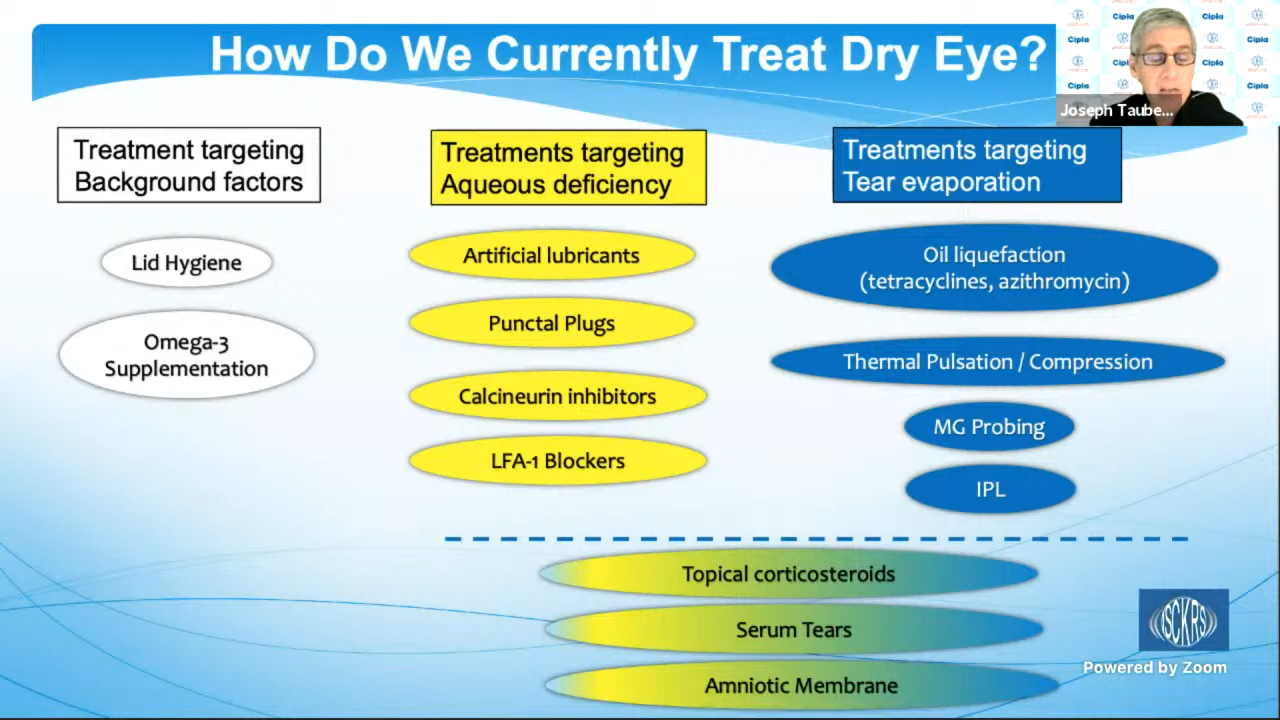 How Do We Currently Treat Dry Eye?
Cipla
Cipla
Cipla
Cipla
Cipla
Cipla
Cipla
Joseph Taube...
Treatment targeting
Background factors
Lid Hygiene
Omega-3
Supplementation
Treatments targeting
Aqueous deficiency
Artificial lubricants
Punctal Plugs
Calcineurin inhibitors
LFA-1 Blockers
Treatments targeting
Tear evaporation
Oil liquefaction
(tetracyclines, azithromycin)
Thermal Pulsation / Compression
MG Probing
IPL
Topical corticosteroids
Serum Tears
Amniotic Membrane
ISCKRS
Powered by Zoom